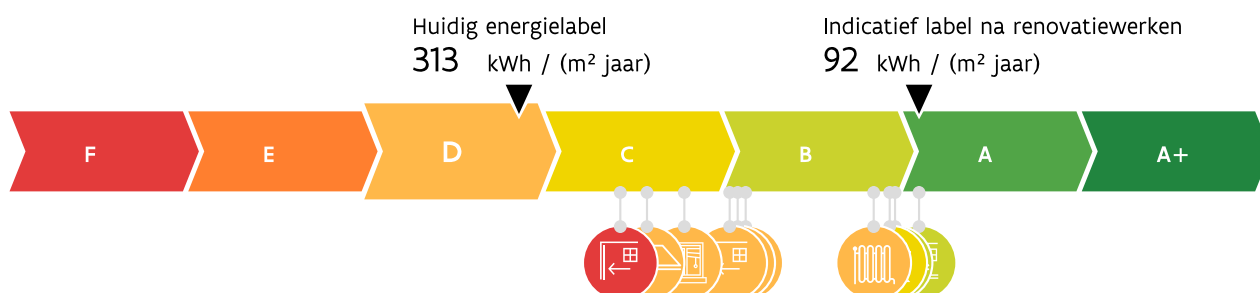 Huidig energielabel
313 kWh / (m² jaar)
Indicatief label na renovatiewerken
92 kWh / (m² jaar)
F E D C B A A+